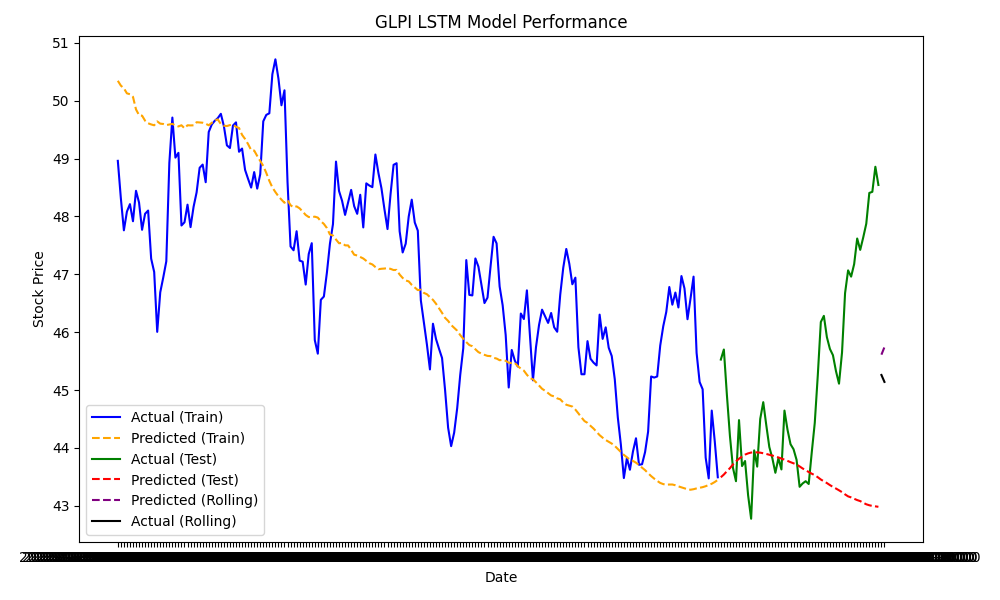 GLPI LSTM Model Performance
51
50
49
48
47
46
45
44
43
Stock Price
Actual (Train)
Predicted (Train)
Actual (Test)
Predicted (Test)
Predicted (Rolling)
Actual (Rolling)
Date